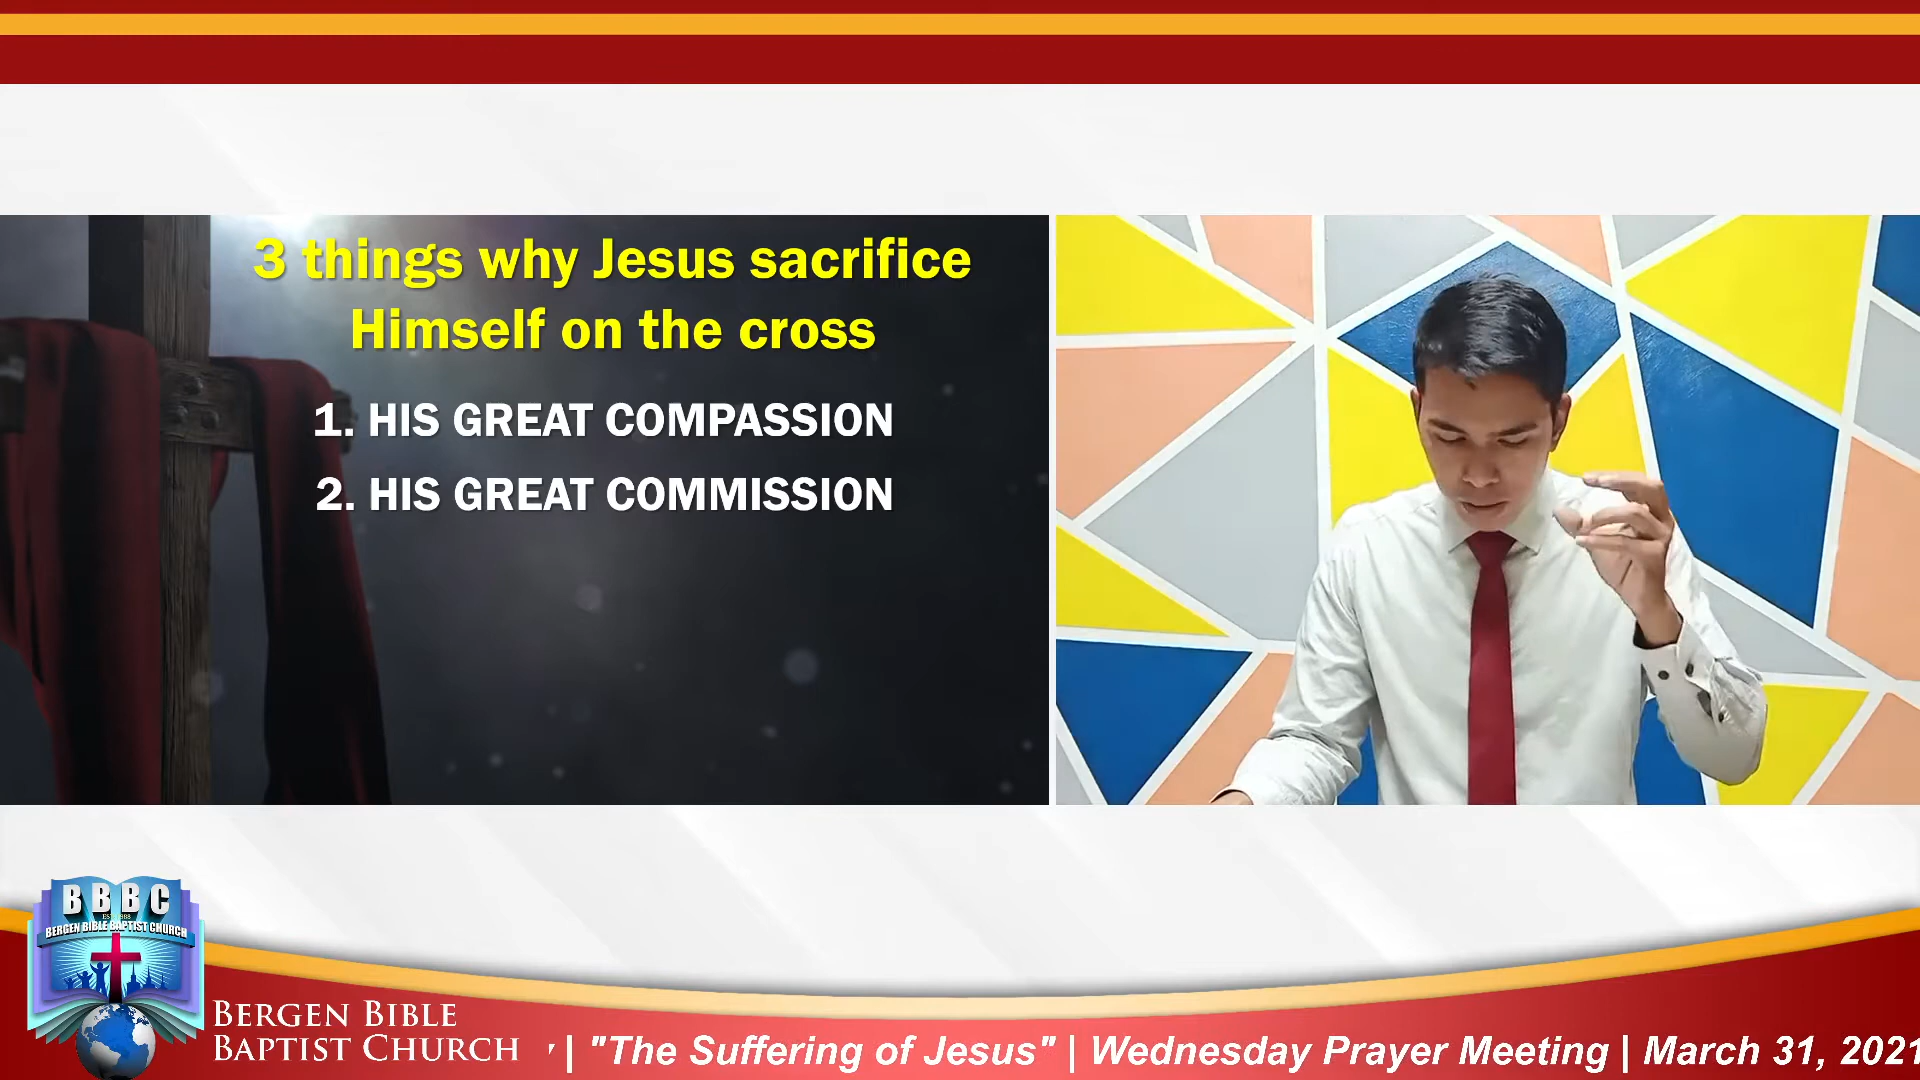 3 things why Jesus sacrifice
Himself on the cross
1. HIS GREAT COMPASSION
2. HIS GREAT COMMISSION
BBBC
BERGEN BIBLE BAPTIST CHURCH
BERGEN BIBLE
BAPTIST CHURCH
| "The Suffering of Jesus" | Wednesday Prayer Meeting | March 31, 2021